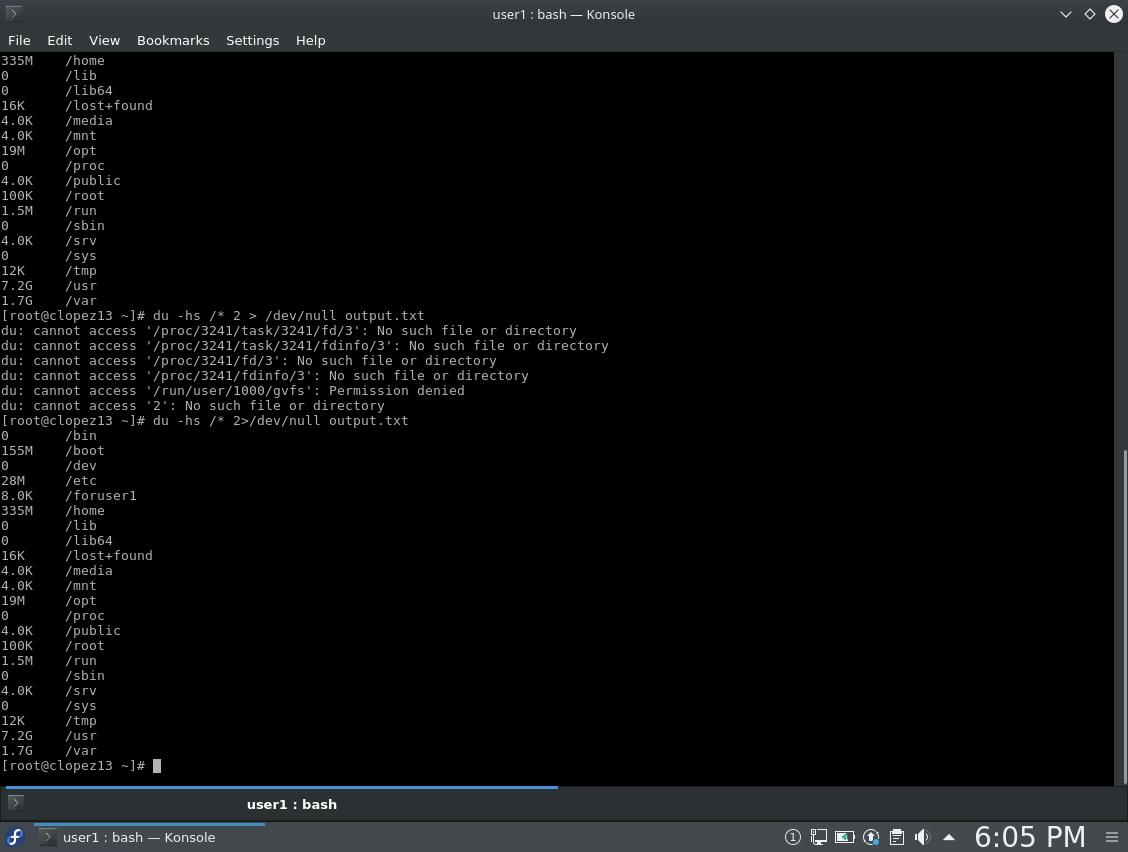 user1 : bash — Konsole
File Edit View Bookmarks Settings Help
335M /home
0 /lib
0 /lib64
16K /lost+found
4.0K /media
4.0K /mnt
19M /opt
0 /proc
4.0K /public
100K /root
1.5M /run
0 /sbin
4.0K /srv
0 /sys
12K /tmp
7.2G /usr
1.7G /var
[root@clopez13 ~]# du -hs /* 2 > /dev/null output.txt
du: cannot access '/proc/3241/task/3241/fd/3': No such file or directory
du: cannot access '/proc/3241/task/3241/fdinfo/3': No such file or directory
du: cannot access '/proc/3241/fd/3': No such file or directory
du: cannot access '/proc/3241/fdinfo/3': No such file or directory
du: cannot access '/run/user/1000/gvfs': Permission denied
du: cannot access '2': No such file or directory
[root@clopez13 ~]# du -hs /* 2>/dev/null output.txt
0 /bin
155M /boot
0 /dev
28M /etc
8.0K /foruser1
335M /home
0 /lib
0 /lib64
16K /lost+found
4.0K /media
4.0K /mnt
19M /opt
0 /proc
4.0K /public
100K /root
1.5M /run
0 /sbin
4.0K /srv
0 /sys
12K /tmp
7.2G /usr
1.7G /var
[root@clopez13 ~]#
user1 : bash
user1 : bash — Konsole 1 6:05 PM